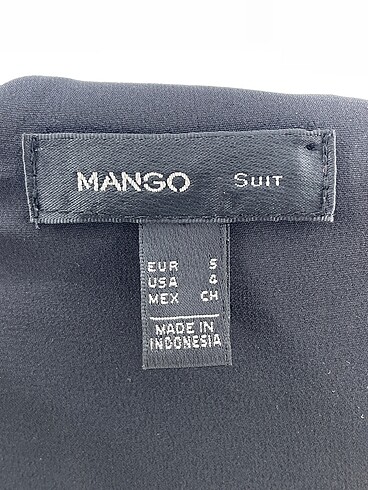 MANGO SUIT
EUR S
USA 4
MEX CH
MADE IN
INDONESIA